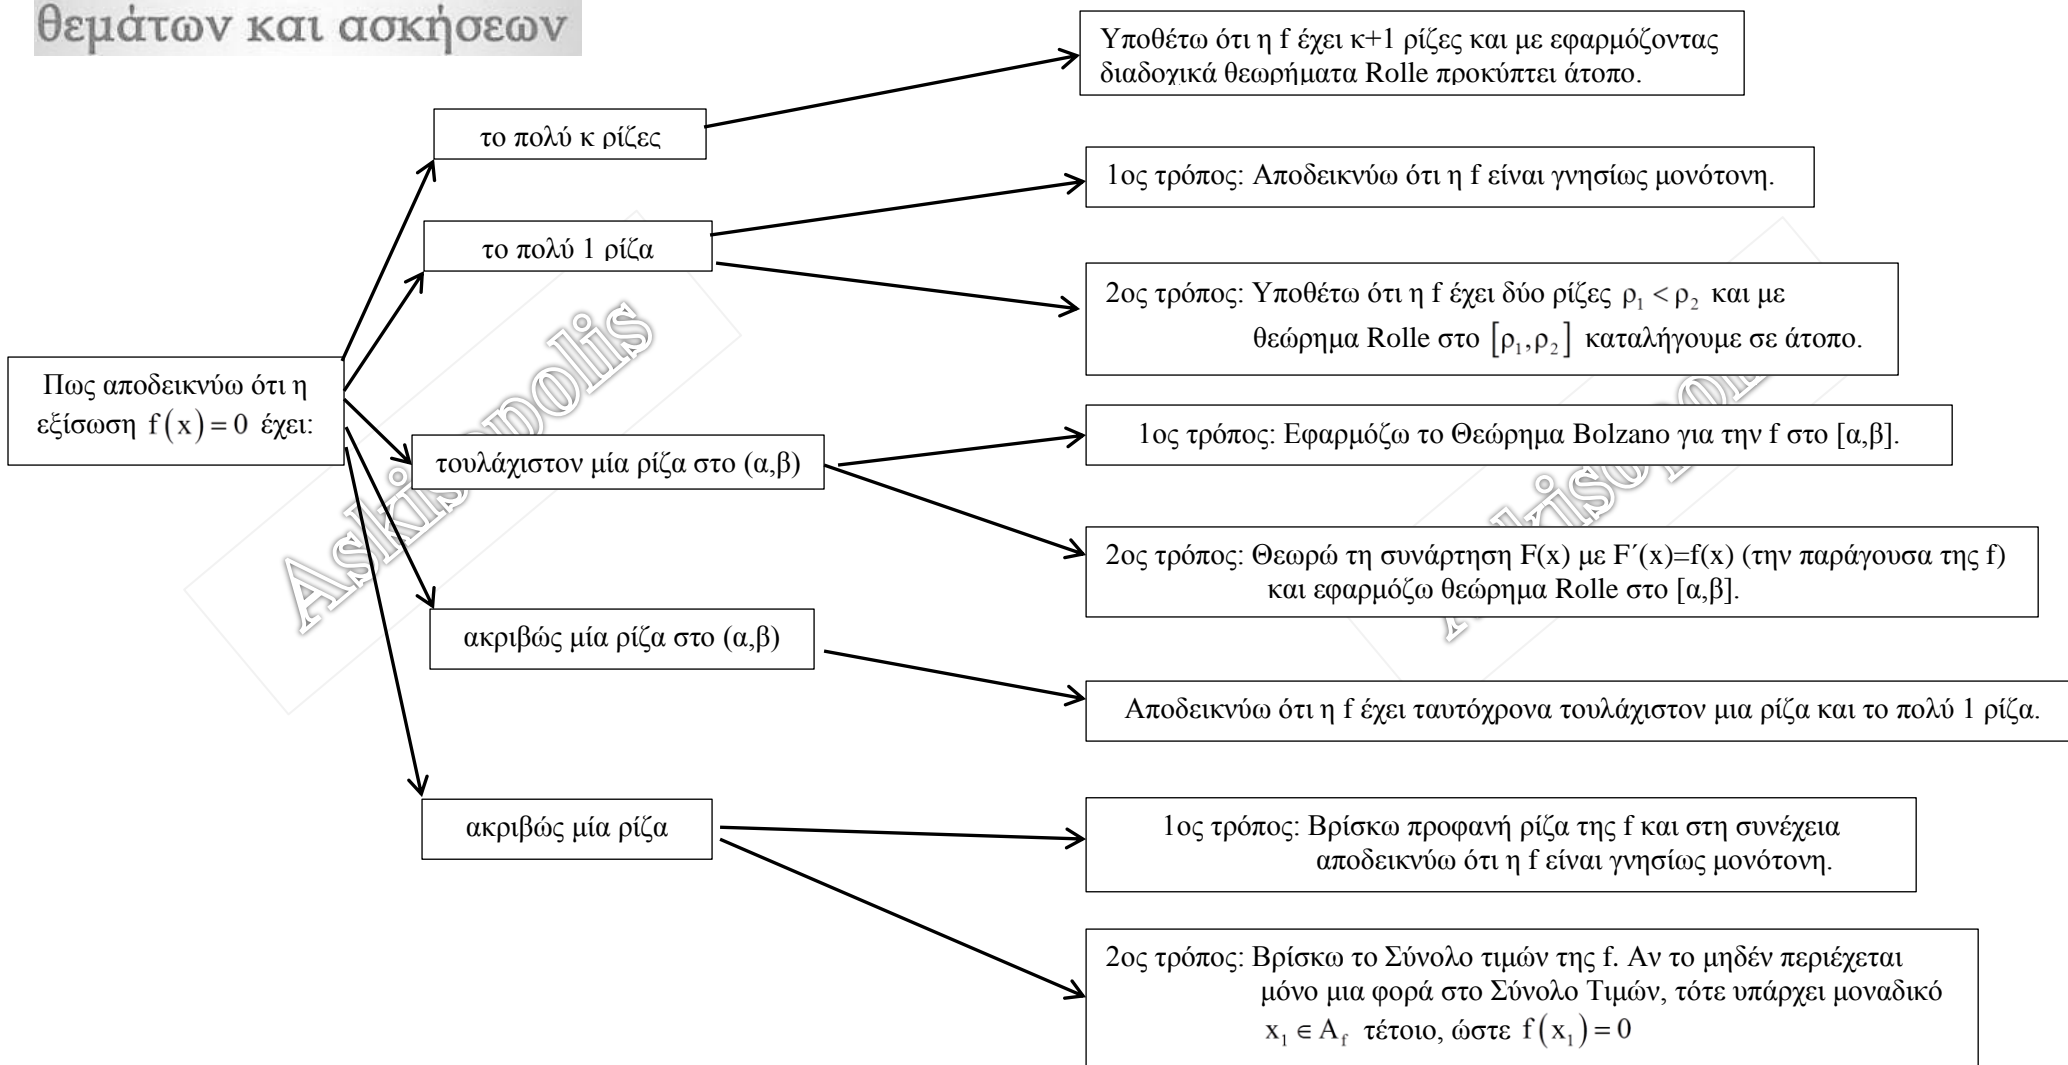 θεμάτων και ασκήσεων
Υποθέτω ότι η f έχει κ+1 ρίζες και με εφαρμόζοντας
διαδοχικά θεωρήματα Rolle προκύπτει άτοπο.
το πολύ κ ρίζες
1ος τρόπος: Αποδεικνύω ότι η f είναι γνησίως μονότονη.
το πολύ 1 ρίζα
2ος τρόπος: Υποθέτω ότι η f έχει δύο ρίζες ρ₁ < ρ₂ και με
θεώρημα Rolle στο [ρ₁,ρ₂] καταλήγουμε σε άτοπο.
Πως αποδεικνύω ότι η
εξίσωση f(x)=0 έχει:
1ος τρόπος: Εφαρμόζω το Θεώρημα Bolzano για την f στο [α,β].
τουλάχιστον μία ρίζα στο (α,β)
2ος τρόπος: Θεωρώ τη συνάρτηση F(x) με F΄(x)=f(x) (την παράγουσα της f)
και εφαρμόζω θεώρημα Rolle στο [α,β].
ακριβώς μία ρίζα στο (α,β)
Αποδεικνύω ότι η f έχει ταυτόχρονα τουλάχιστον μια ρίζα και το πολύ 1 ρίζα.
ακριβώς μία ρίζα
1ος τρόπος: Βρίσκω προφανή ρίζα της f και στη συνέχεια
αποδεικνύω ότι η f είναι γνησίως μονότονη.
2ος τρόπος: Βρίσκω το Σύνολο τιμών της f. Αν το μηδέν περιέχεται
μόνο μια φορά στο Σύνολο Τιμών, τότε υπάρχει μοναδικό
x₁ ∈ A_f τέτοιο, ώστε f(x₁)=0
Askisopolis
Askisopolis